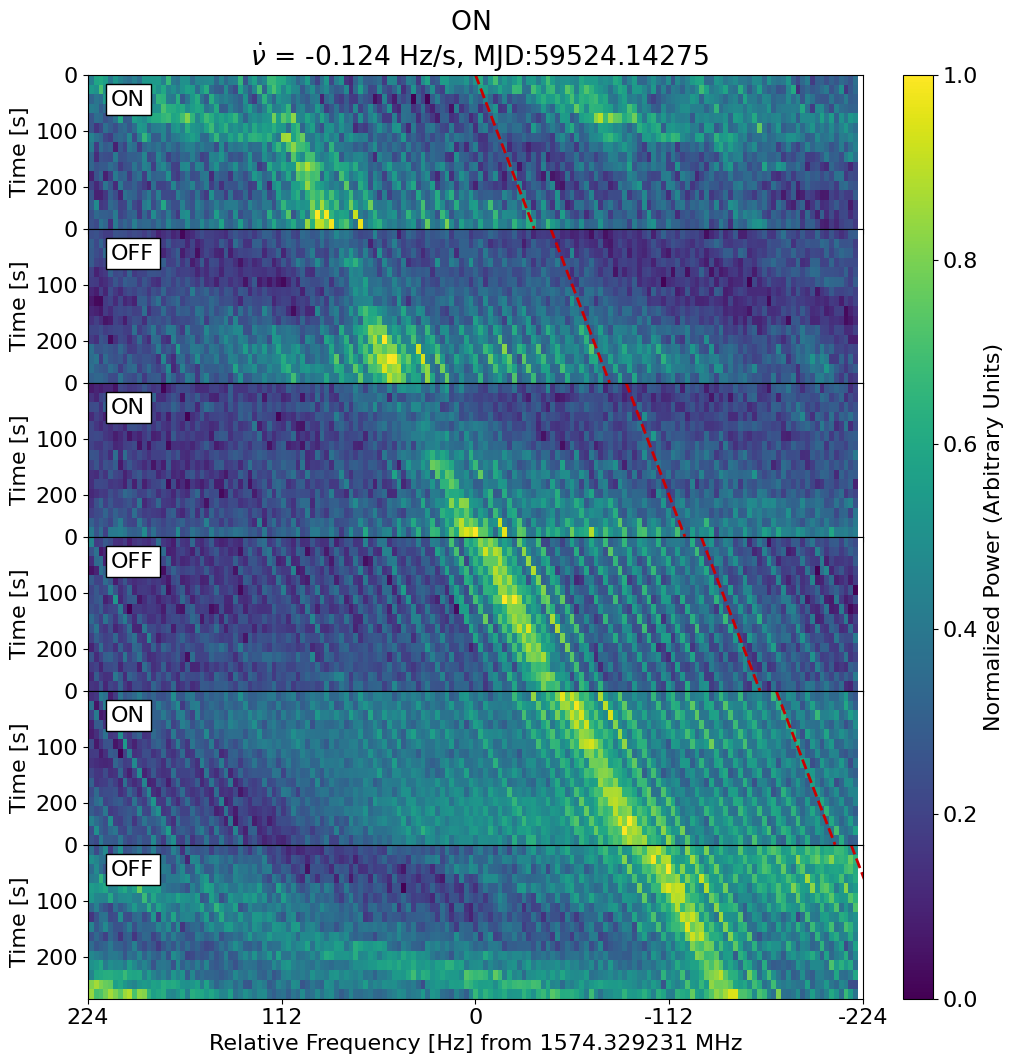 ON
ν̇ = -0.124 Hz/s, MJD:59524.14275
0
ON
100
Time [s]
200
0
OFF
100
Time [s]
200
0
ON
100
Time [s]
200
0
OFF
100
Time [s]
200
0
ON
100
Time [s]
200
0
OFF
100
Time [s]
200
224 112 0 -112 -224
Relative Frequency [Hz] from 1574.329231 MHz
1.0
0.8
0.6
0.4
0.2
0.0
Normalized Power (Arbitrary Units)